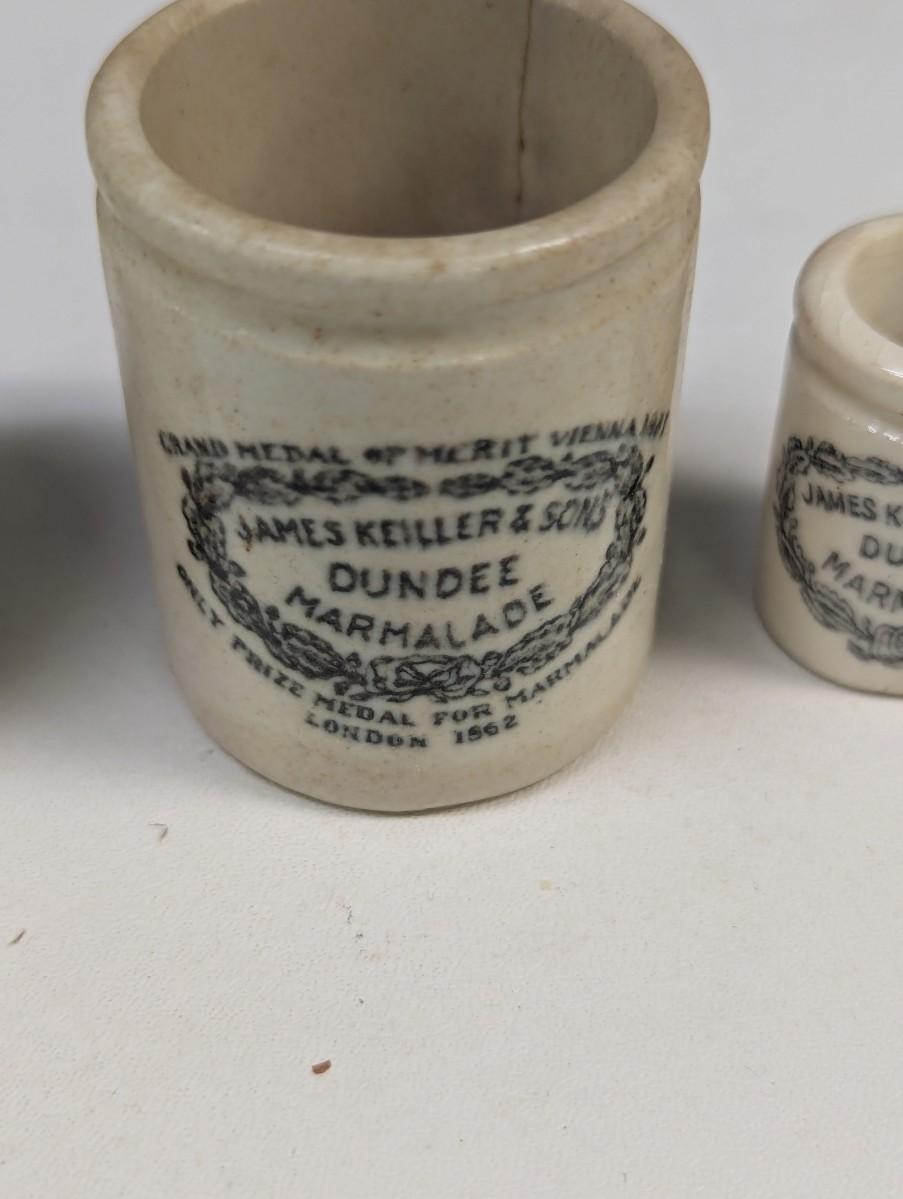 GRAND MEDAL OF MERIT VIENNA
JAMES KEILLER & SONS
DUNDEE
MARMALADE
ONLY PRIZE MEDAL FOR MARMALADE
LONDON 1862
JAMES K
DU
MARM